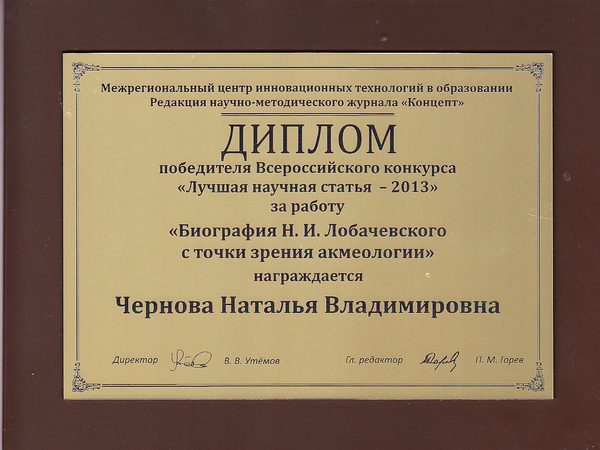 Межрегиональный центр инновационных технологий в образовании
Редакция научно-методического журнала «Концепт»
ДИПЛОМ
победителя Всероссийского конкурса
«Лучшая научная статья – 2013»
за работу
«Биография Н. И. Лобачевского
с точки зрения акмеологии»
награждается
Чернова Наталья Владимировна
Директор В. В. Утёмов Гл. редактор П. М. Горев